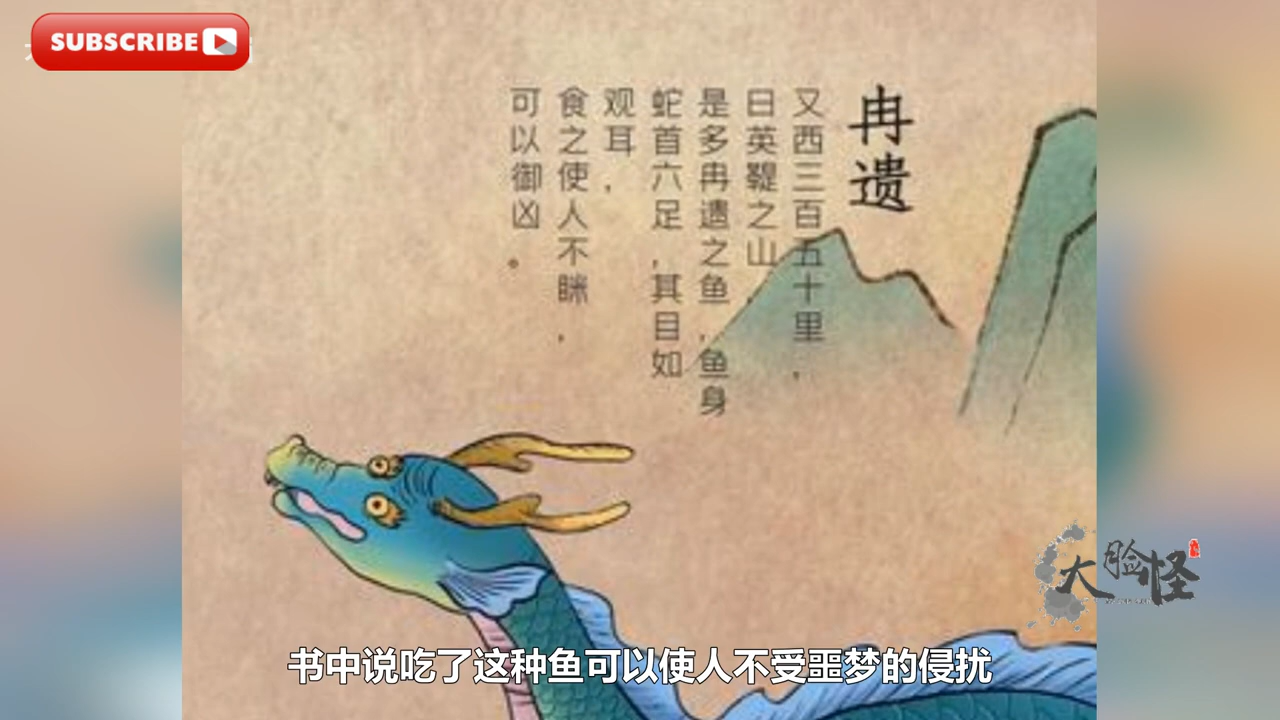 SUBSCRIBE
冉遗
又西三百五十里，
曰英鞮之山，
是多冉遗之鱼，鱼身
蛇首六足，其目如
观耳，
食之使人不眯，
可以御凶。
大脸怪
书中说吃了这种鱼可以使人不受噩梦的侵扰